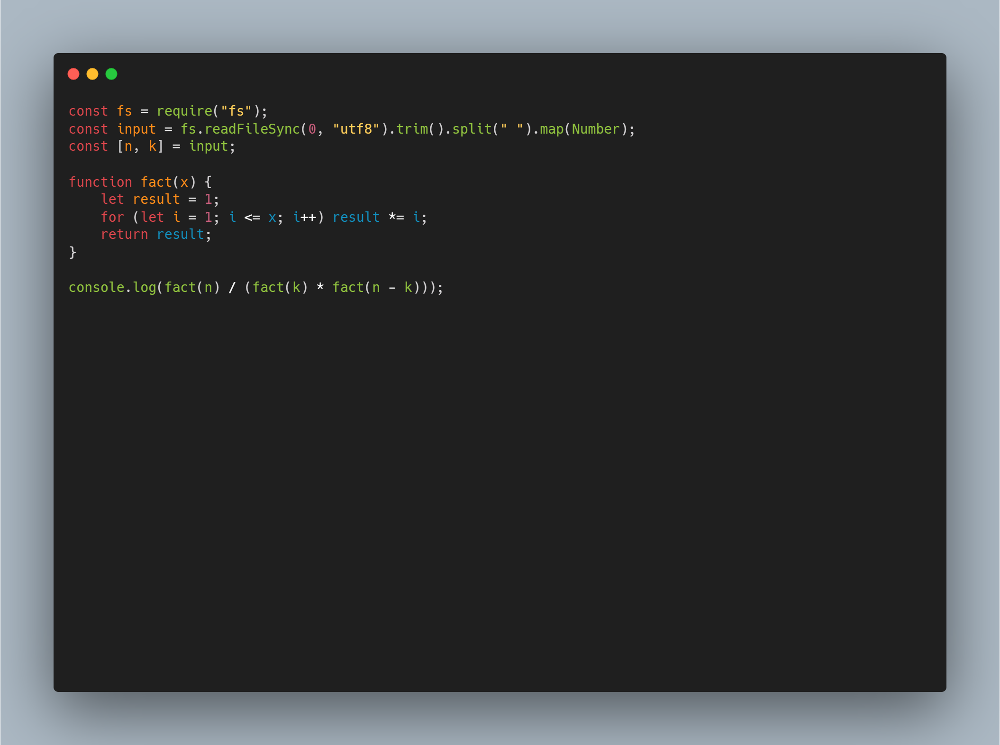 const fs = require("fs");
const input = fs.readFileSync(0, "utf8").trim().split(" ").map(Number);
const [n, k] = input;

function fact(x) {
    let result = 1;
    for (let i = 1; i <= x; i++) result *= i;
    return result;
}

console.log(fact(n) / (fact(k) * fact(n - k)));